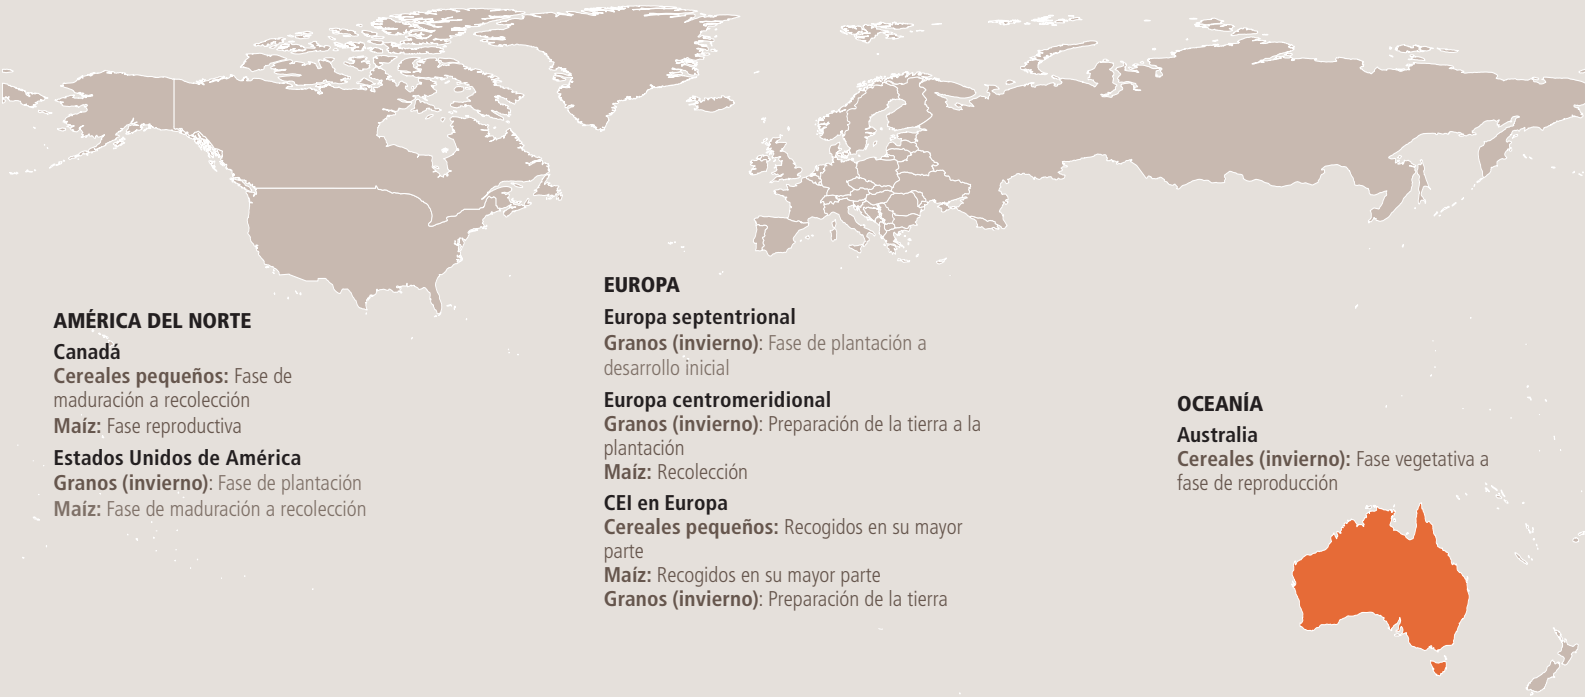 AMÉRICA DEL NORTE
Canadá
Cereales pequeños: Fase de
maduración a recolección
Maíz: Fase reproductiva
Estados Unidos de América
Granos (invierno): Fase de plantación
Maíz: Fase de maduración a recolección
EUROPA
Europa septentrional
Granos (invierno): Fase de plantación a
desarrollo inicial
Europa centromeridional
Granos (invierno): Preparación de la tierra a la
plantación
Maíz: Recolección
CEI en Europa
Cereales pequeños: Recogidos en su mayor
parte
Maíz: Recogidos en su mayor parte
Granos (invierno): Preparación de la tierra
OCEANÍA
Australia
Cereales (invierno): Fase vegetativa a
fase de reproducción